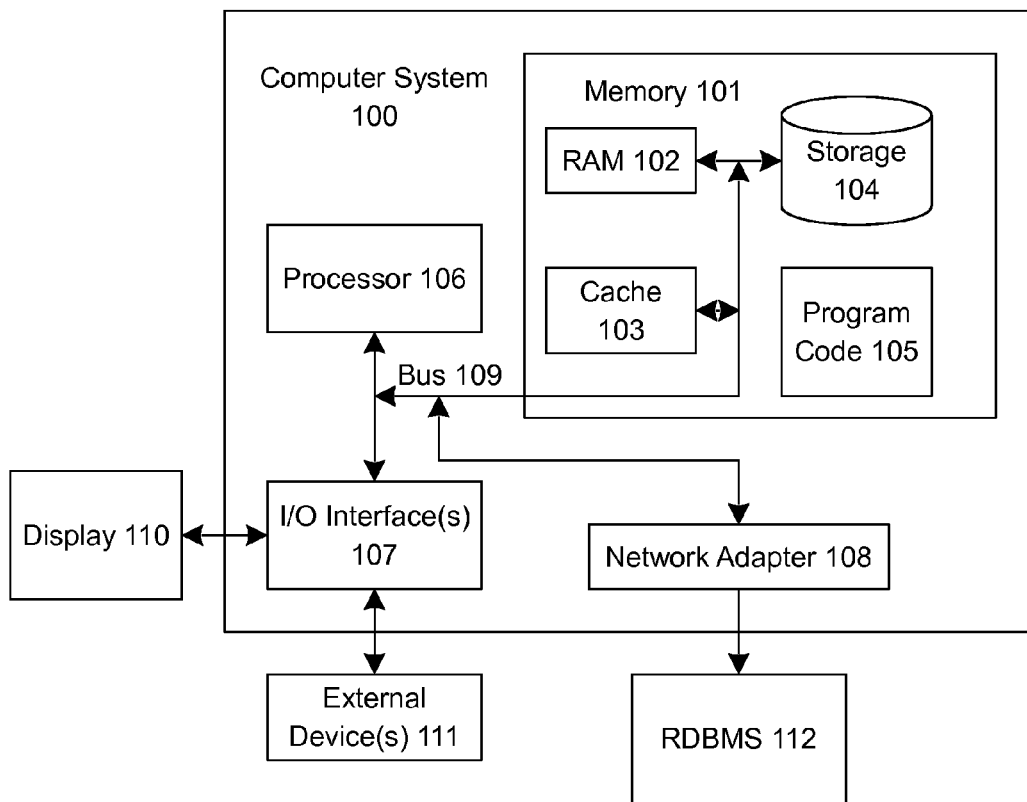 Computer System
100
Memory 101
RAM 102
Storage
104
Processor 106
Cache
103
Program
Code 105
Bus 109
Display 110
I/O Interface(s)
107
Network Adapter 108
External
Device(s) 111
RDBMS 112